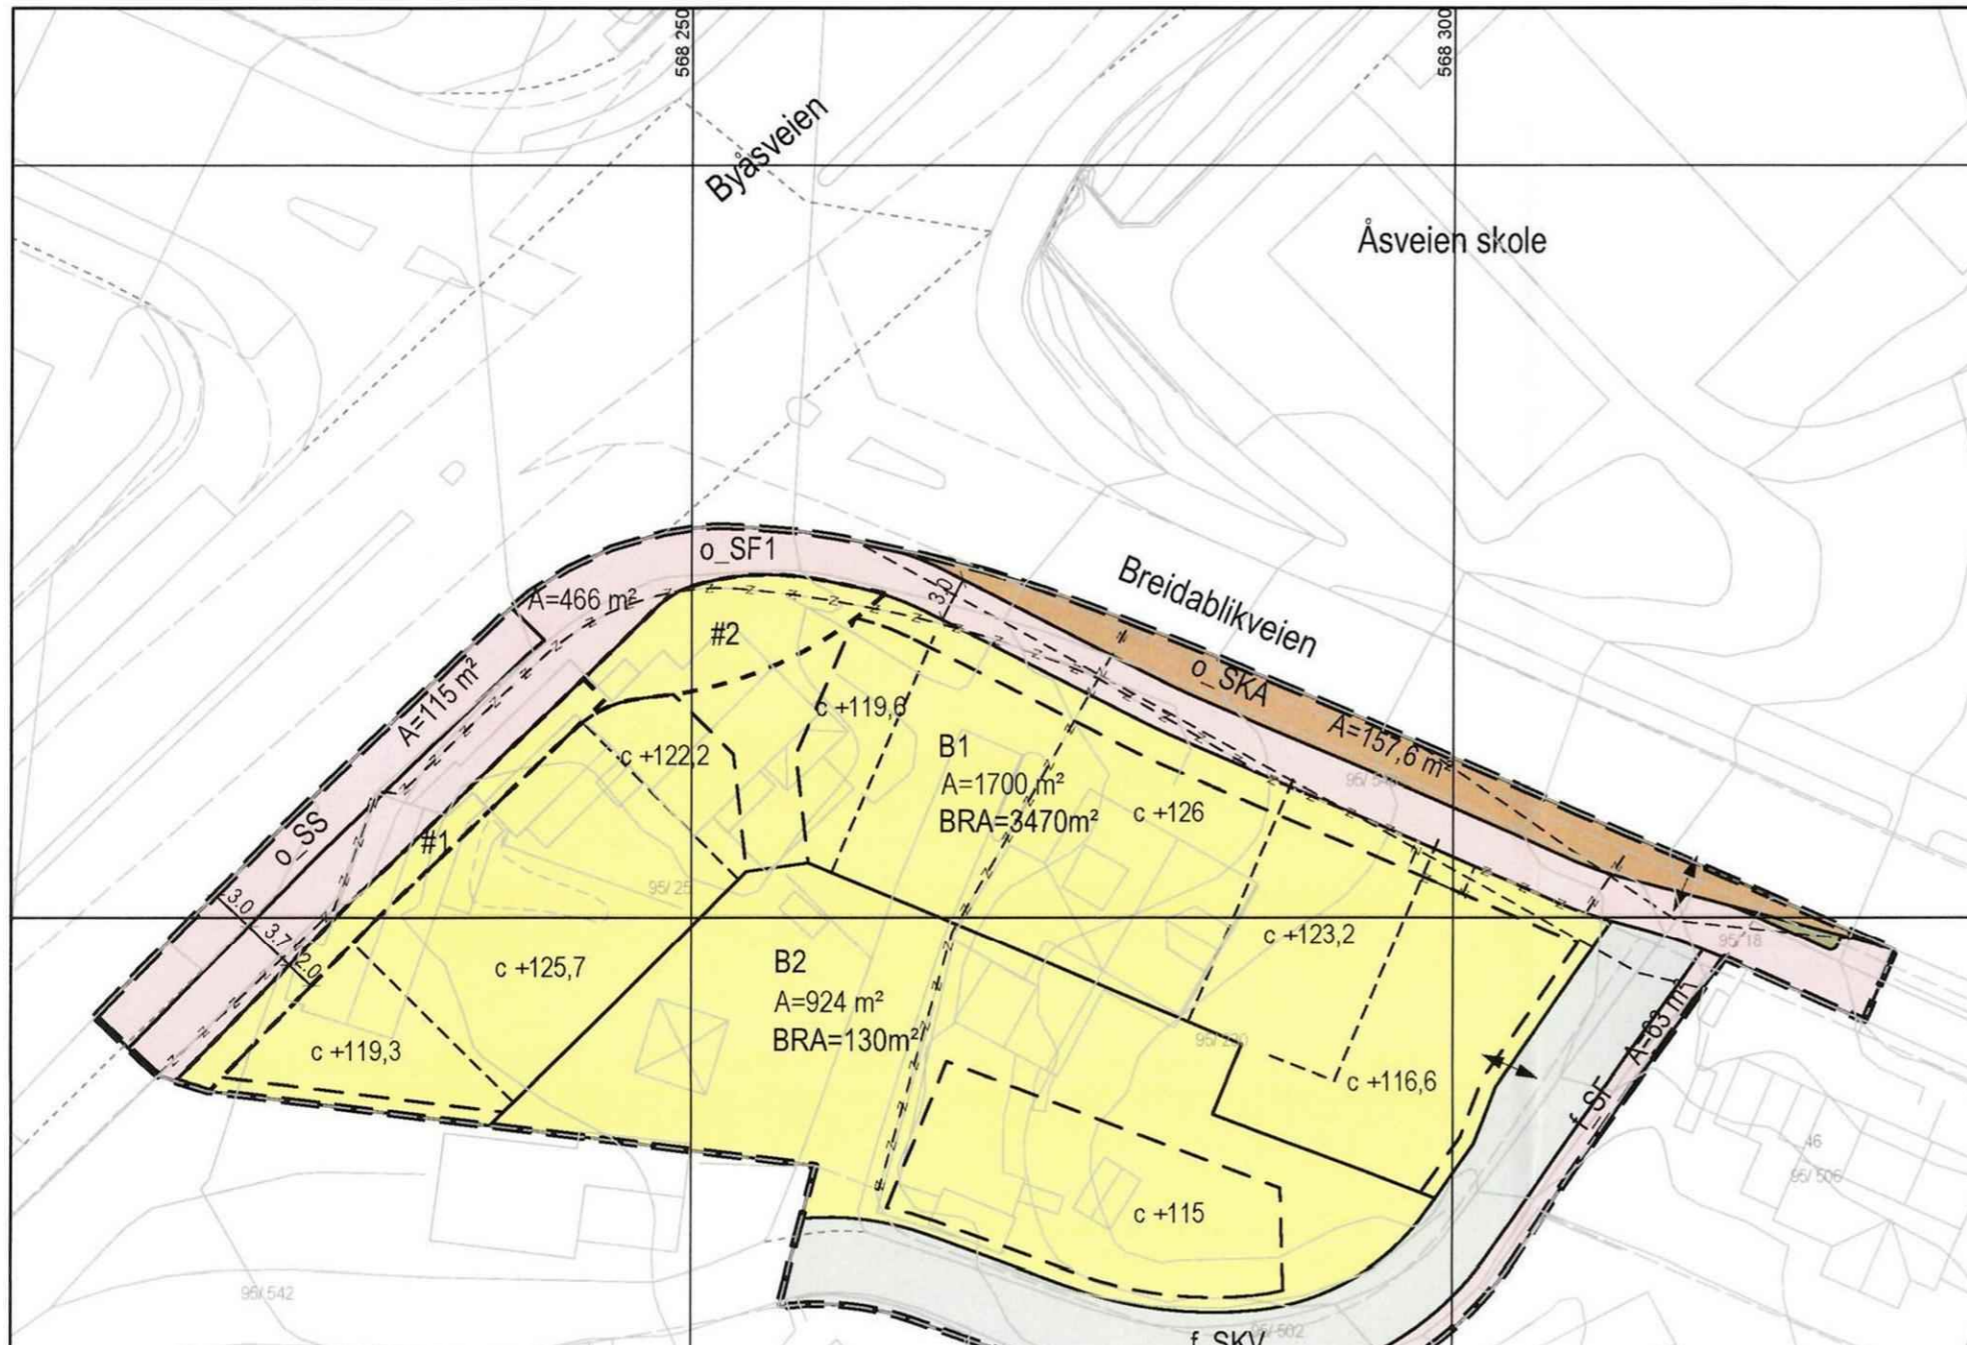 568 250
568 300
Byåsveien
Åsveien skole
o_SF1
A=466 m²
3.0
Breidablikveien
#2
A=115 m²
o_SKA
c +119,6
A=157,6 m²
c +122,2
B1
A=1700 m²
BRA=3470m²
c +126
o_SS
#1
95/ 25
3.0
3.7
2.0
c +123,2
95/ 18
c +125,7
B2
A=924 m²
BRA=130m²
c +119,3
A=63 m²
c +116,6
f_SF
46
95/ 506
c +115
95/ 542
95/ 502
f_SKV